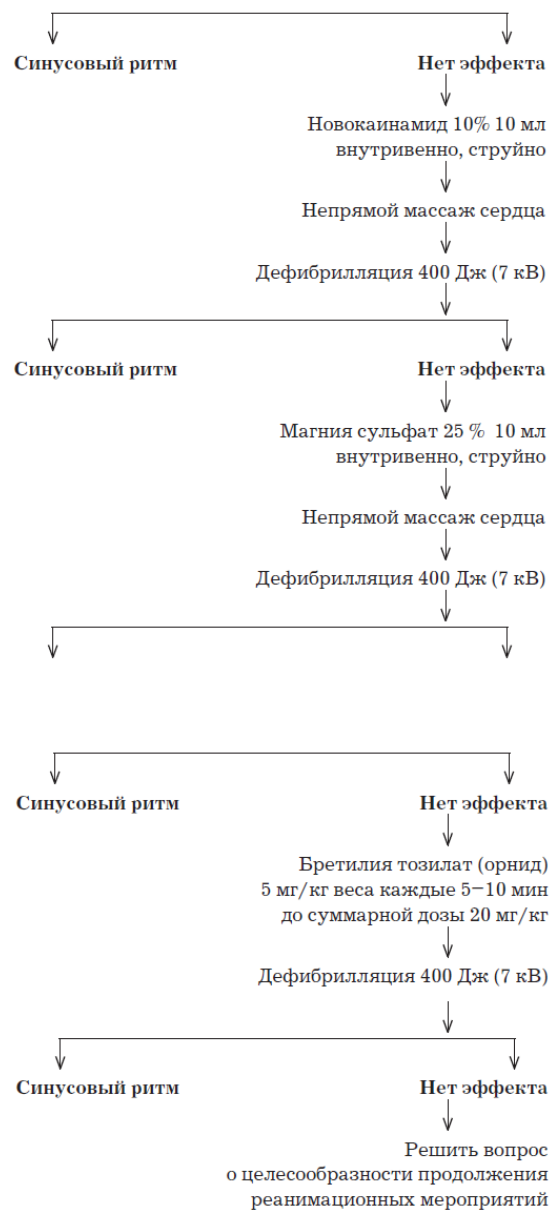 Синусовый ритм Нет эффекта
Новокаинамид 10% 10 мл
внутривенно, струйно
Непрямой массаж сердца
Дефибрилляция 400 Дж (7 кВ)
Синусовый ритм Нет эффекта
Магния сульфат 25 % 10 мл
внутривенно, струйно
Непрямой массаж сердца
Дефибрилляция 400 Дж (7 кВ)
Синусовый ритм Нет эффекта
Бретилия тозилат (орнид)
5 мг/кг веса каждые 5–10 мин
до суммарной дозы 20 мг/кг
Дефибрилляция 400 Дж (7 кВ)
Синусовый ритм Нет эффекта
Решить вопрос
о целесообразности продолжения
реанимационных мероприятий